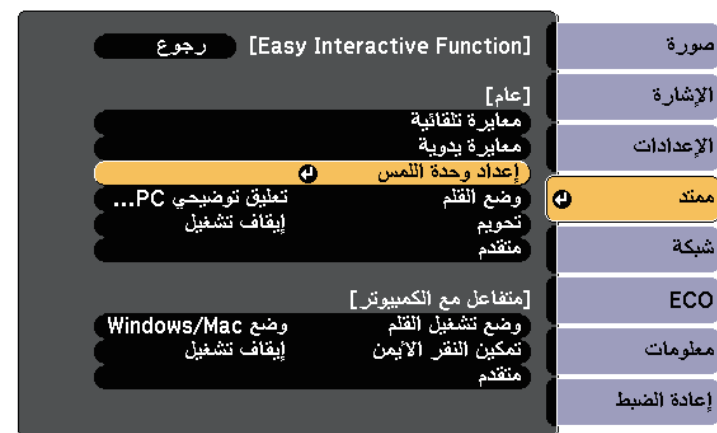 صورة
الإشارة
الإعدادات
ممتد
شبكة
ECO
معلومات
إعادة الضبط
[Easy Interactive Function] رجوع
[عام]
معايرة تلقائية
معايرة يدوية
إعداد وحدة اللمس
وضع القلم تعليق توضيحي PC...
تحويم إيقاف تشغيل
متقدم
[متفاعل مع الكمبيوتر]
وضع تشغيل القلم وضع Windows/Mac
تمكين النقر الأيمن إيقاف تشغيل
متقدم